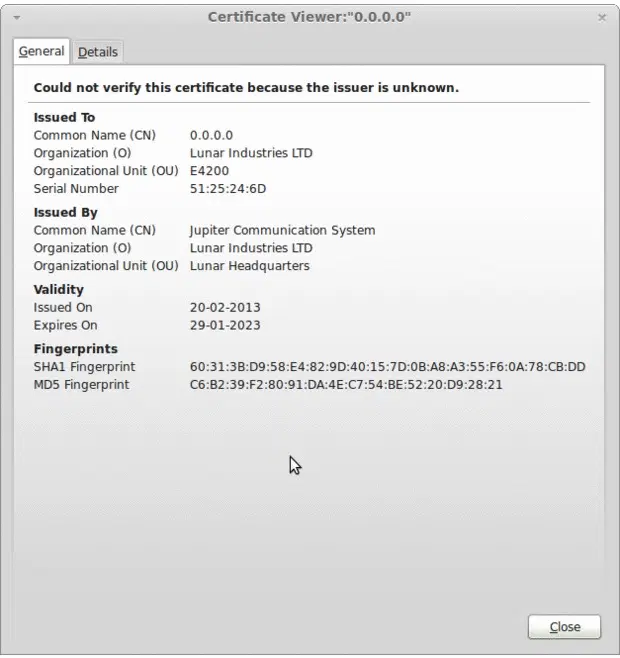 Certificate Viewer:"0.0.0.0"
General Details
Could not verify this certificate because the issuer is unknown.
Issued To
Common Name (CN) 0.0.0.0
Organization (O) Lunar Industries LTD
Organizational Unit (OU) E4200
Serial Number 51:25:24:6D
Issued By
Common Name (CN) Jupiter Communication System
Organization (O) Lunar Industries LTD
Organizational Unit (OU) Lunar Headquarters
Validity
Issued On 20-02-2013
Expires On 29-01-2023
Fingerprints
SHA1 Fingerprint 60:31:3B:D9:58:E4:82:9D:40:15:7D:0B:A8:A3:55:F6:0A:78:CB:DD
MD5 Fingerprint C6:B2:39:F2:80:91:DA:4E:C7:54:BE:52:20:D9:28:21
Close